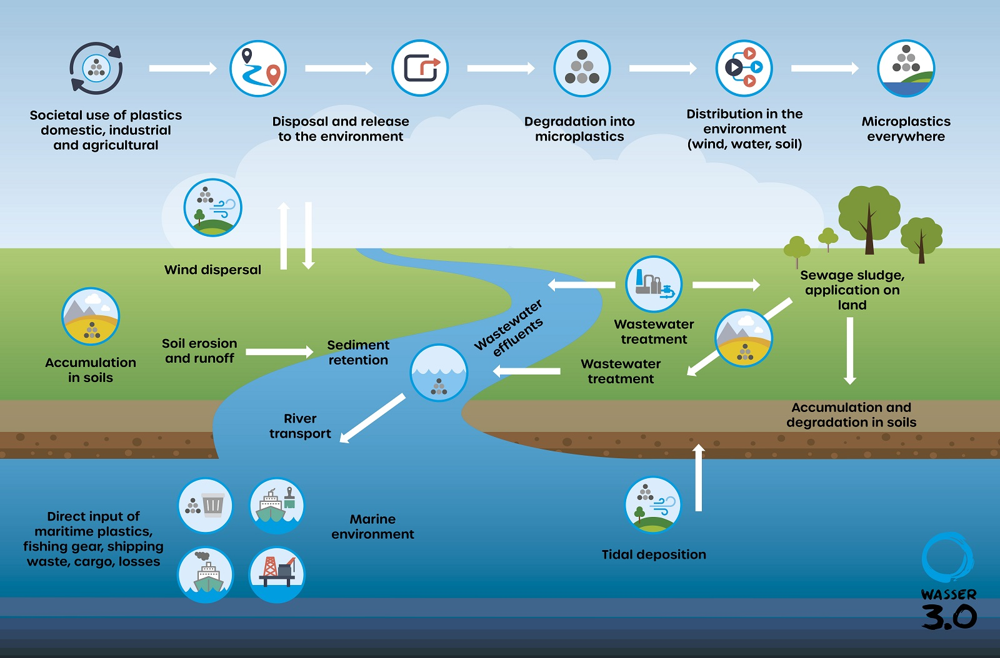 Societal use of plastics
domestic, industrial
and agricultural
Disposal and release
to the environment
Degradation into
microplastics
Distribution in the
environment
(wind, water, soil)
Microplastics
everywhere
Wind dispersal
Accumulation
in soils
Soil erosion
and runoff
Sediment
retention
Wastewater
effluents
Wastewater
treatment
Wastewater
treatment
Sewage sludge,
application on
land
Accumulation and
degradation in soils
River
transport
Direct input of
maritime plastics,
fishing gear, shipping
waste, cargo, losses
Marine
environment
Tidal deposition
WASSER
3.0